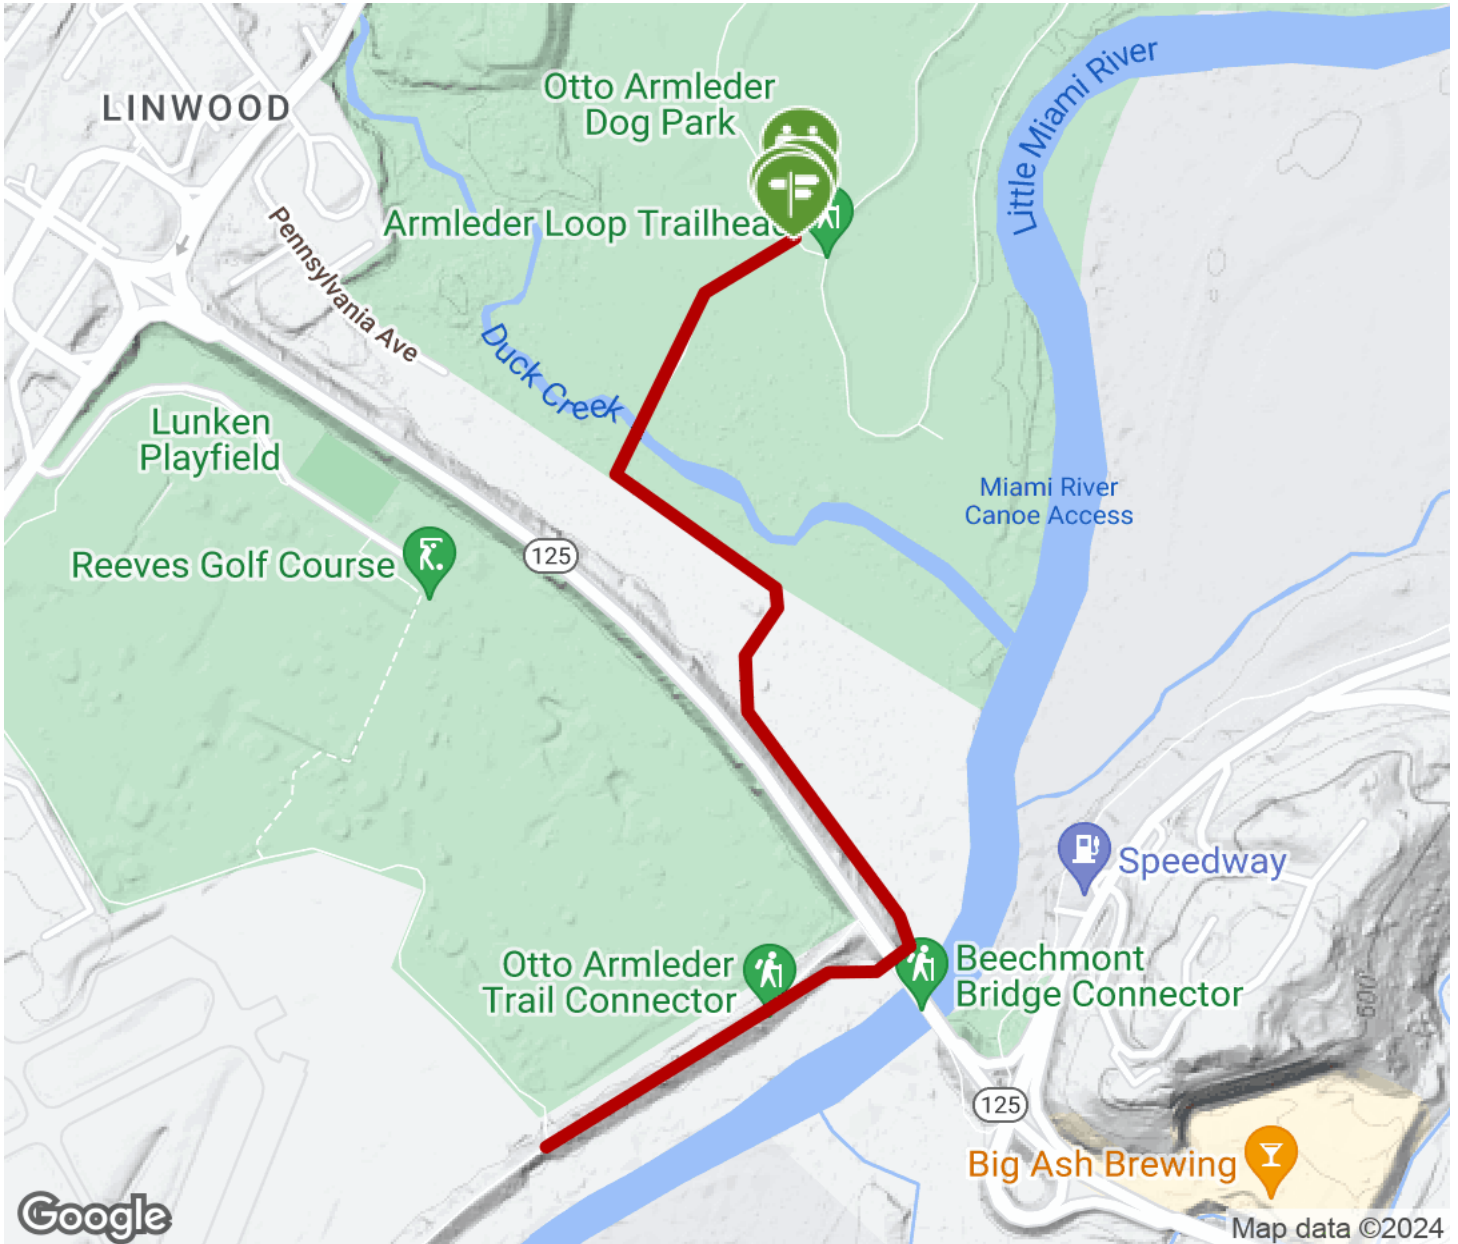 Little Miami River
Otto Armleder
Dog Park
LINWOOD
Armleder Loop Trailhea
Pennsylvania Ave
Duck Creek
Lunken
Playfield
Miami River
Canoe Access
Reeves Golf Course
125
Speedway
Otto Armleder
Trail Connector
Beechmont
Bridge Connector
600
125
Big Ash Brewing
Google
Map data ©2024